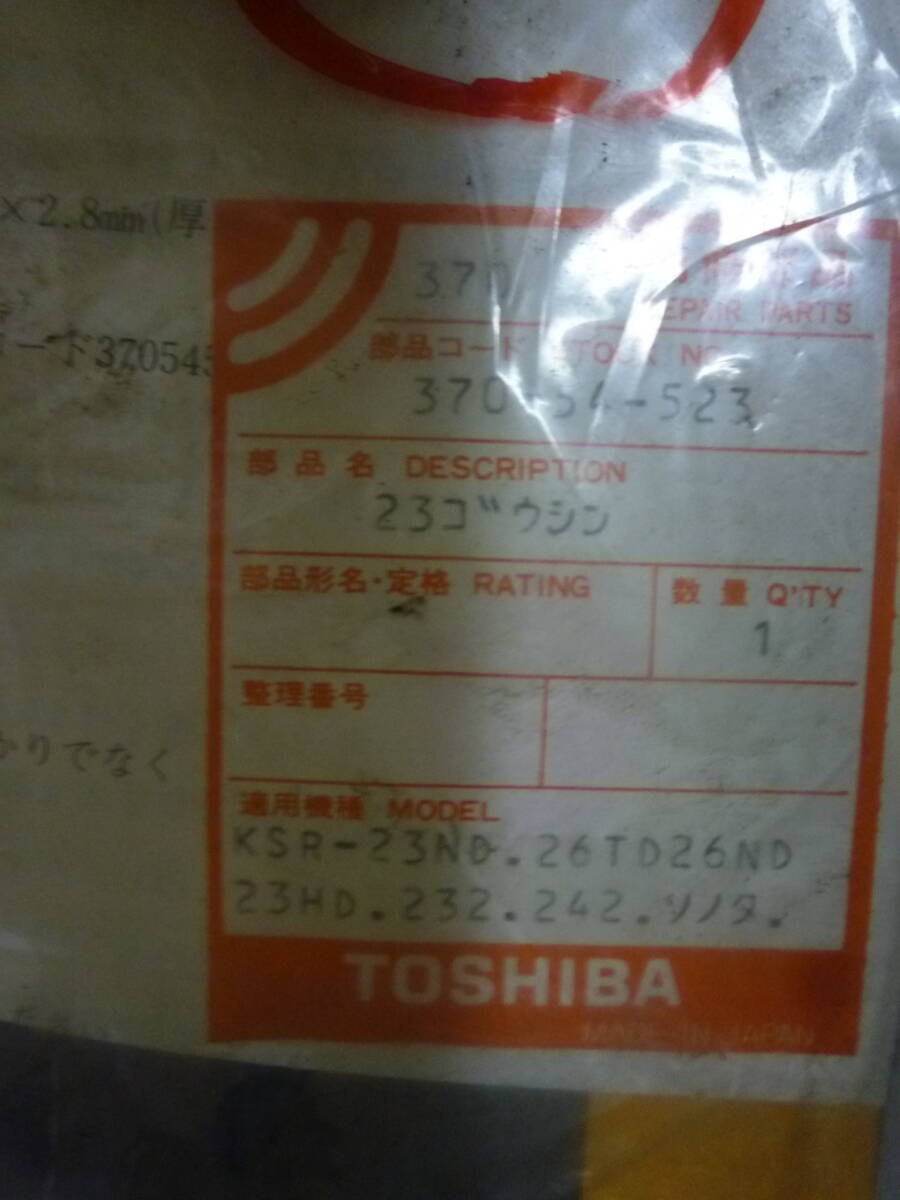 ×2.8mm(厚
370
REPAIR PARTS
ード370545
部品コード STOCK NO.
370-54-523
部品名 DESCRIPTION
23ゴウシン
部品形名・定格 RATING
数量 Q'TY
1
整理番号
かりでなく
適用機種 MODEL
KSR-23ND.26TD26ND
23HD.232.242.ソノタ.
TOSHIBA
MADE IN JAPAN